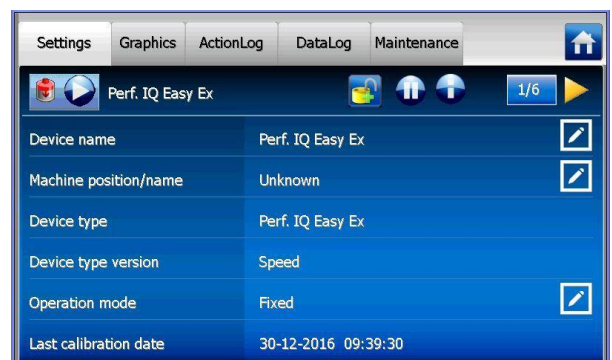 Settings Graphics ActionLog DataLog Maintenance
Perf. IQ Easy Ex 1/6
Device name Perf. IQ Easy Ex
Machine position/name Unknown
Device type Perf. IQ Easy Ex
Device type version Speed
Operation mode Fixed
Last calibration date 30-12-2016 09:39:30